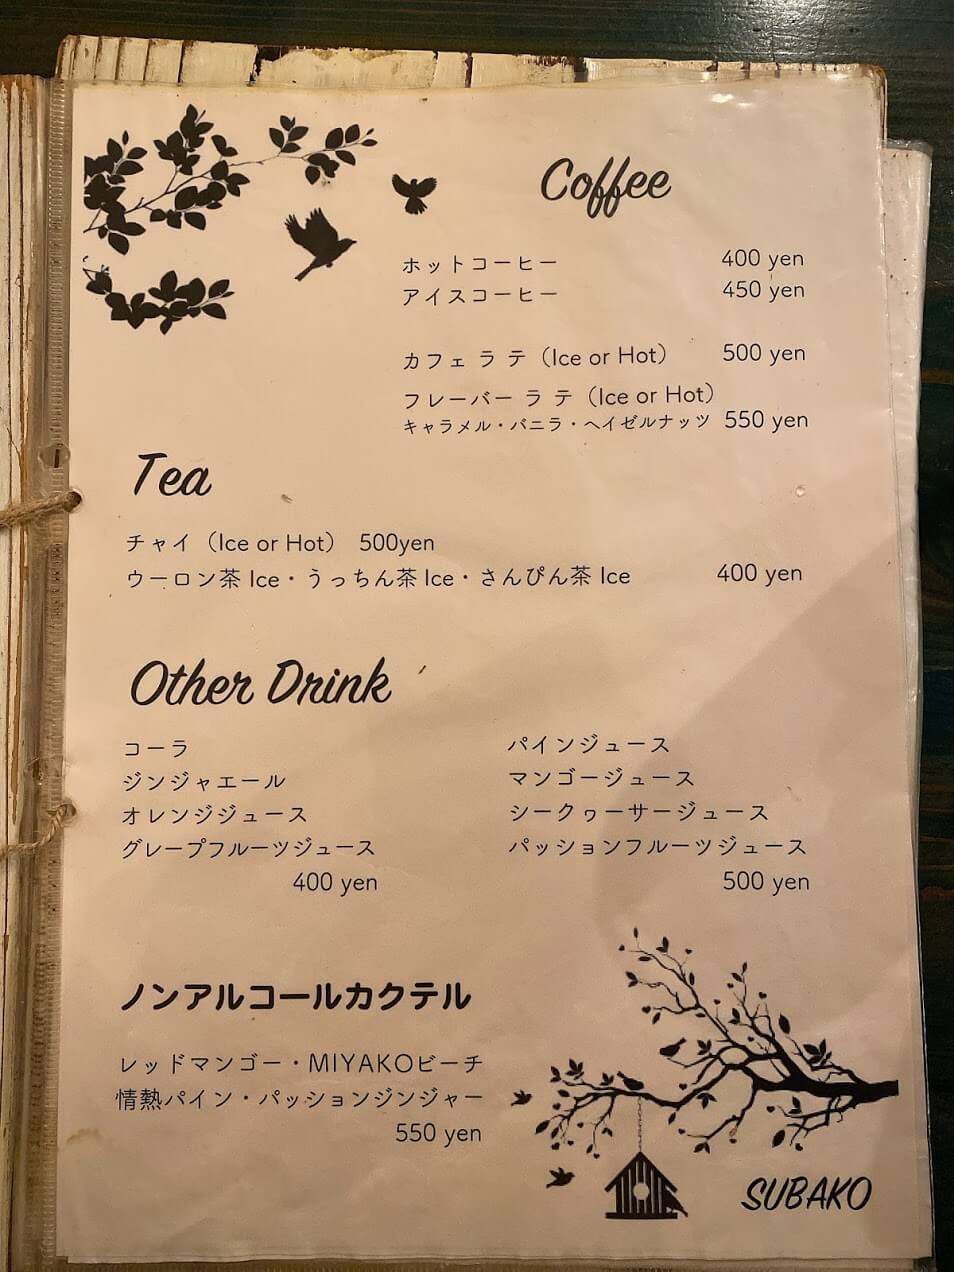 Coffee
ホットコーヒー 400 yen
アイスコーヒー 450 yen
カフェ ラ テ（Ice or Hot） 500 yen
フレーバー ラ テ（Ice or Hot）
キャラメル・バニラ・ヘイゼルナッツ 550 yen
Tea
チャイ（Ice or Hot） 500yen
ウーロン茶 Ice・うっちん茶 Ice・さんぴん茶 Ice 400 yen
Other Drink
コーラ
ジンジャエール
オレンジジュース
グレープフルーツジュース
400 yen
パインジュース
マンゴージュース
シークヮーサージュース
パッションフルーツジュース
500 yen
ノンアルコールカクテル
レッドマンゴー・MIYAKOビーチ
情熱パイン・パッションジンジャー
550 yen
SUBAKO